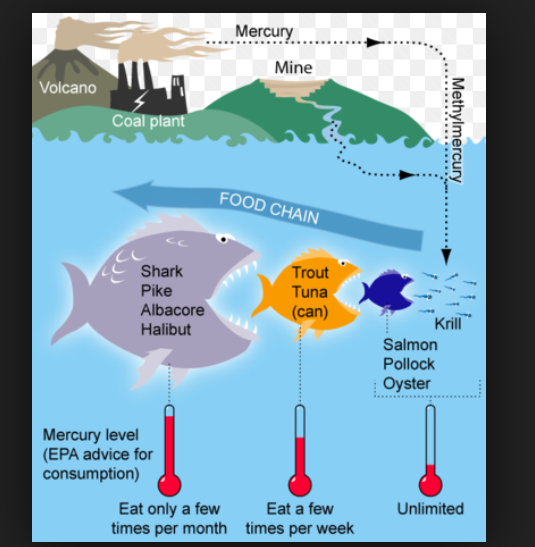 Mercury
Volcano
Coal plant
Mine
Methylmercury
FOOD CHAIN
Shark
Pike
Albacore
Halibut
Trout
Tuna
(can)
Krill
Salmon
Pollock
Oyster
Mercury level
(EPA advice for
consumption)
Eat only a few
times per month
Eat a few
times per week
Unlimited